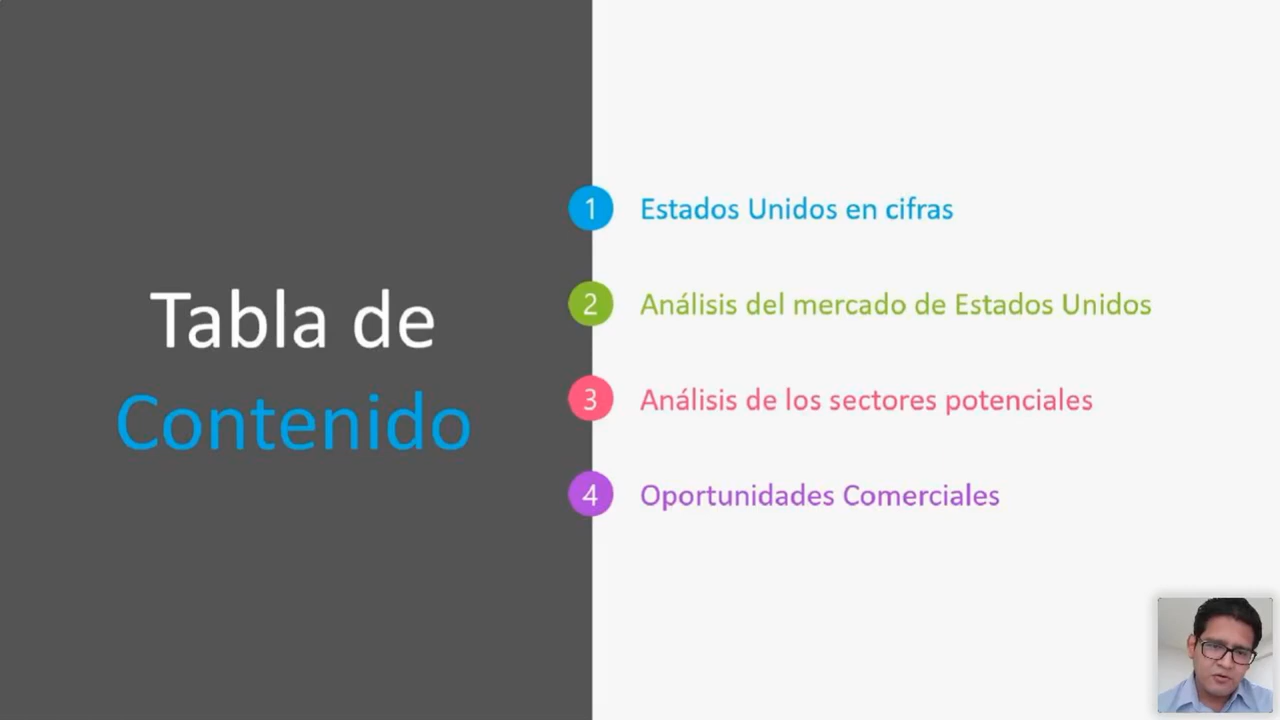 Tabla de
Contenido
1 Estados Unidos en cifras
2 Análisis del mercado de Estados Unidos
3 Análisis de los sectores potenciales
4 Oportunidades Comerciales